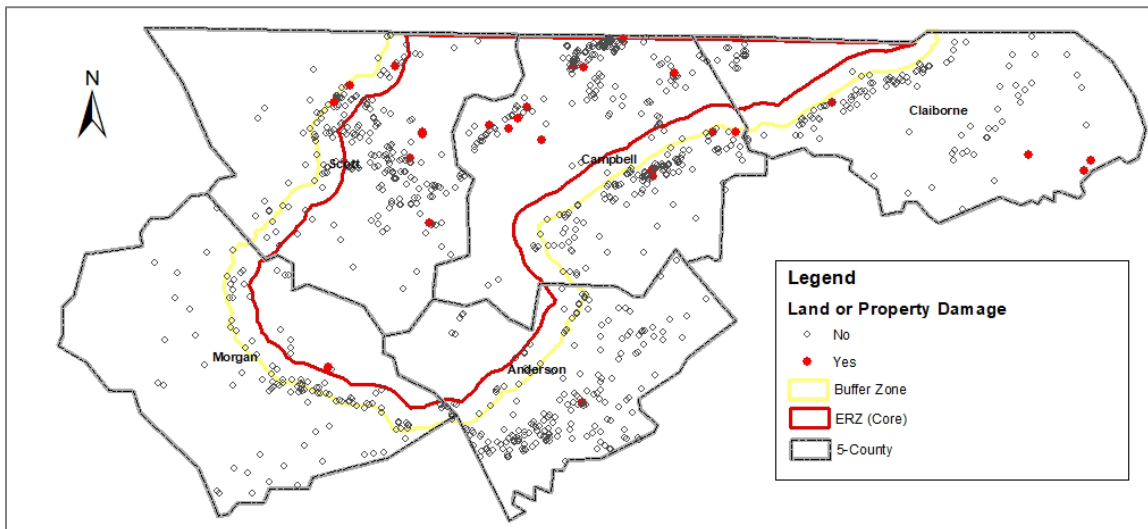 N
Claiborne
Scott
Campbell
Morgan
Anderson
Legend
Land or Property Damage
No
Yes
Buffer Zone
ERZ (Core)
5-County